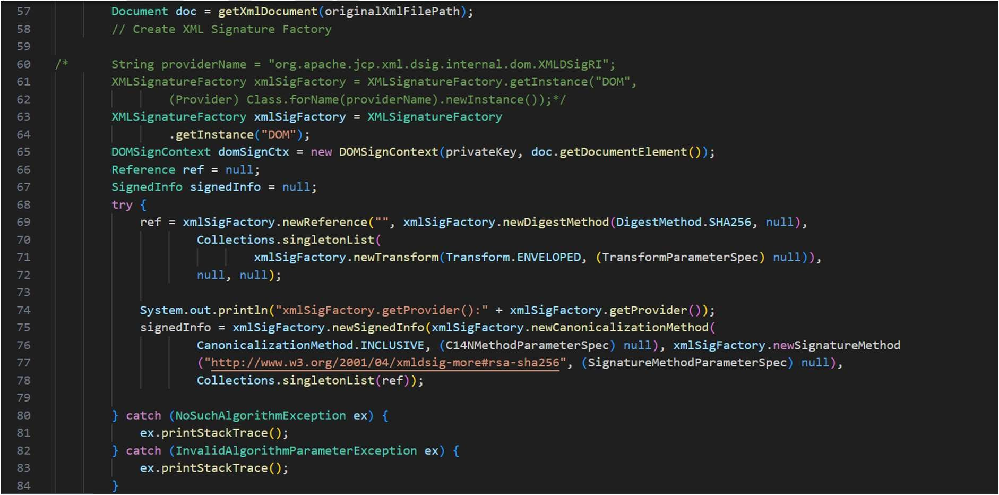 57 Document doc = getXmlDocument(originalXmlFilePath);
58 // Create XML Signature Factory
59
60 /* String providerName = "org.apache.jcp.xml.dsig.internal.dom.XMLDSigRI";
61 XMLSignatureFactory xmlSigFactory = XMLSignatureFactory.getInstance("DOM",
62 (Provider) Class.forName(providerName).newInstance());*/
63 XMLSignatureFactory xmlSigFactory = XMLSignatureFactory
64 .getInstance("DOM");
65 DOMSignContext domSignCtx = new DOMSignContext(privateKey, doc.getDocumentElement());
66 Reference ref = null;
67 SignedInfo signedInfo = null;
68 try {
69 ref = xmlSigFactory.newReference("", xmlSigFactory.newDigestMethod(DigestMethod.SHA256, null),
70 Collections.singletonList(
71 xmlSigFactory.newTransform(Transform.ENVELOPED, (TransformParameterSpec) null)),
72 null, null);
73
74 System.out.println("xmlSigFactory.getProvider():" + xmlSigFactory.getProvider());
75 signedInfo = xmlSigFactory.newSignedInfo(xmlSigFactory.newCanonicalizationMethod(
76 CanonicalizationMethod.INCLUSIVE, (C14NMethodParameterSpec) null), xmlSigFactory.newSignatureMethod
77 ("http://www.w3.org/2001/04/xmldsig-more#rsa-sha256", (SignatureMethodParameterSpec) null),
78 Collections.singletonList(ref));
79
80 } catch (NoSuchAlgorithmException ex) {
81 ex.printStackTrace();
82 } catch (InvalidAlgorithmParameterException ex) {
83 ex.printStackTrace();
84 }